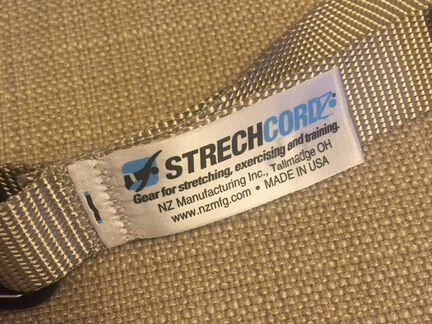 STRECHCORDZ
Gear for stretching, exercising and training.
NZ Manufacturing Inc., Tallmadge OH
www.nzmfg.com • MADE IN USA